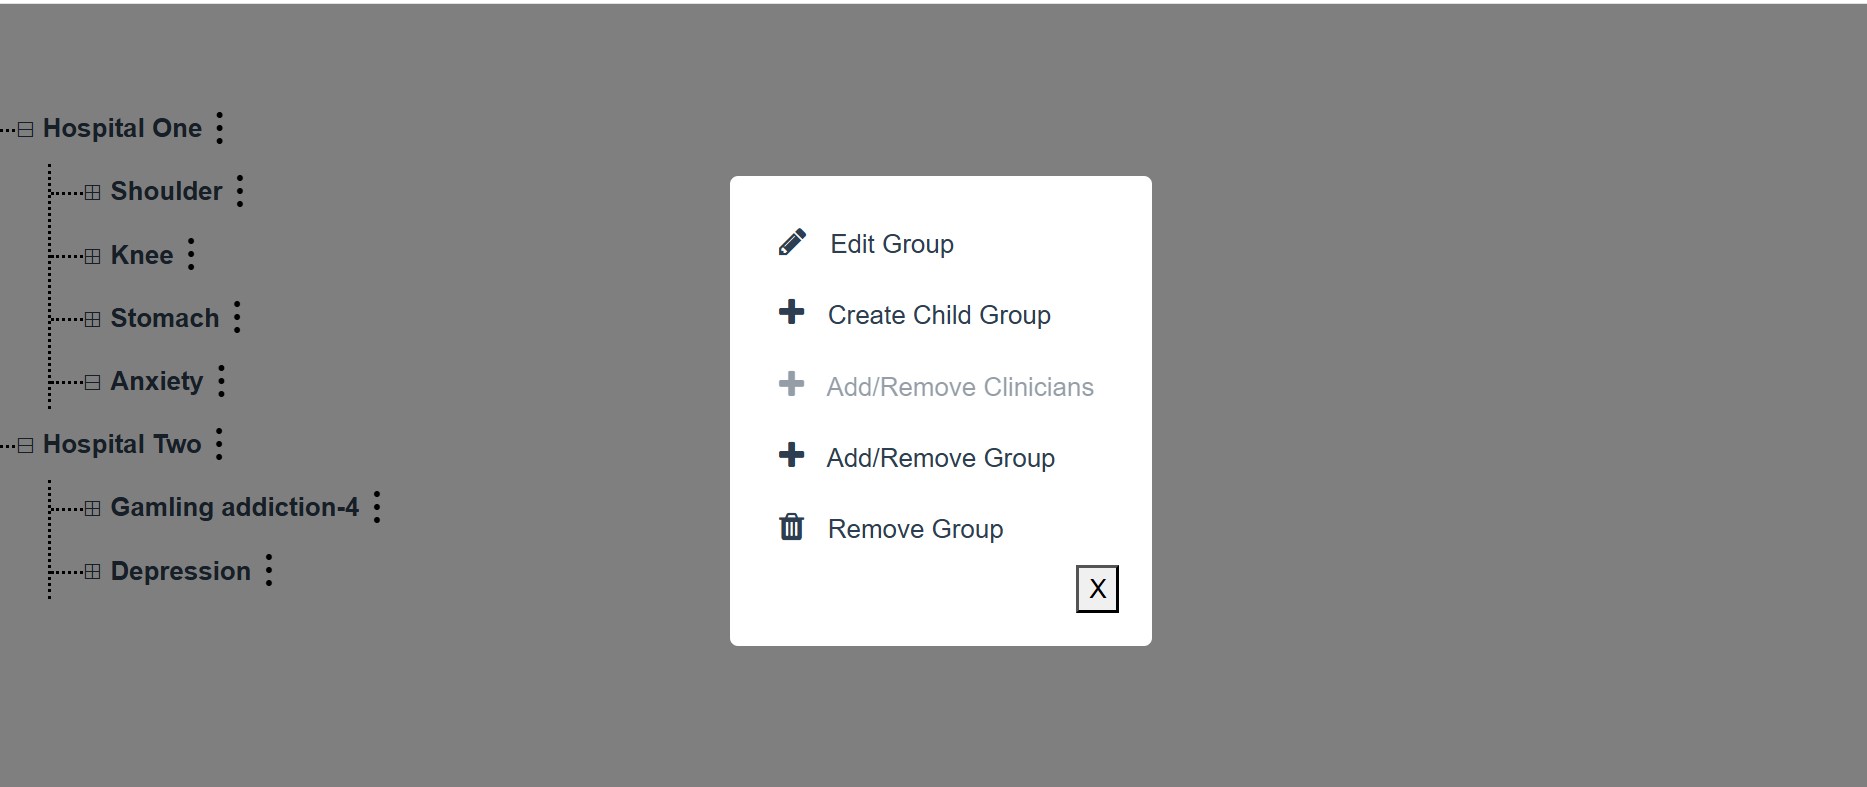 Hospital One
Shoulder
Knee
Stomach
Anxiety
Hospital Two
Gamling addiction-4
Depression
Edit Group
Create Child Group
Add/Remove Clinicians
Add/Remove Group
Remove Group
X